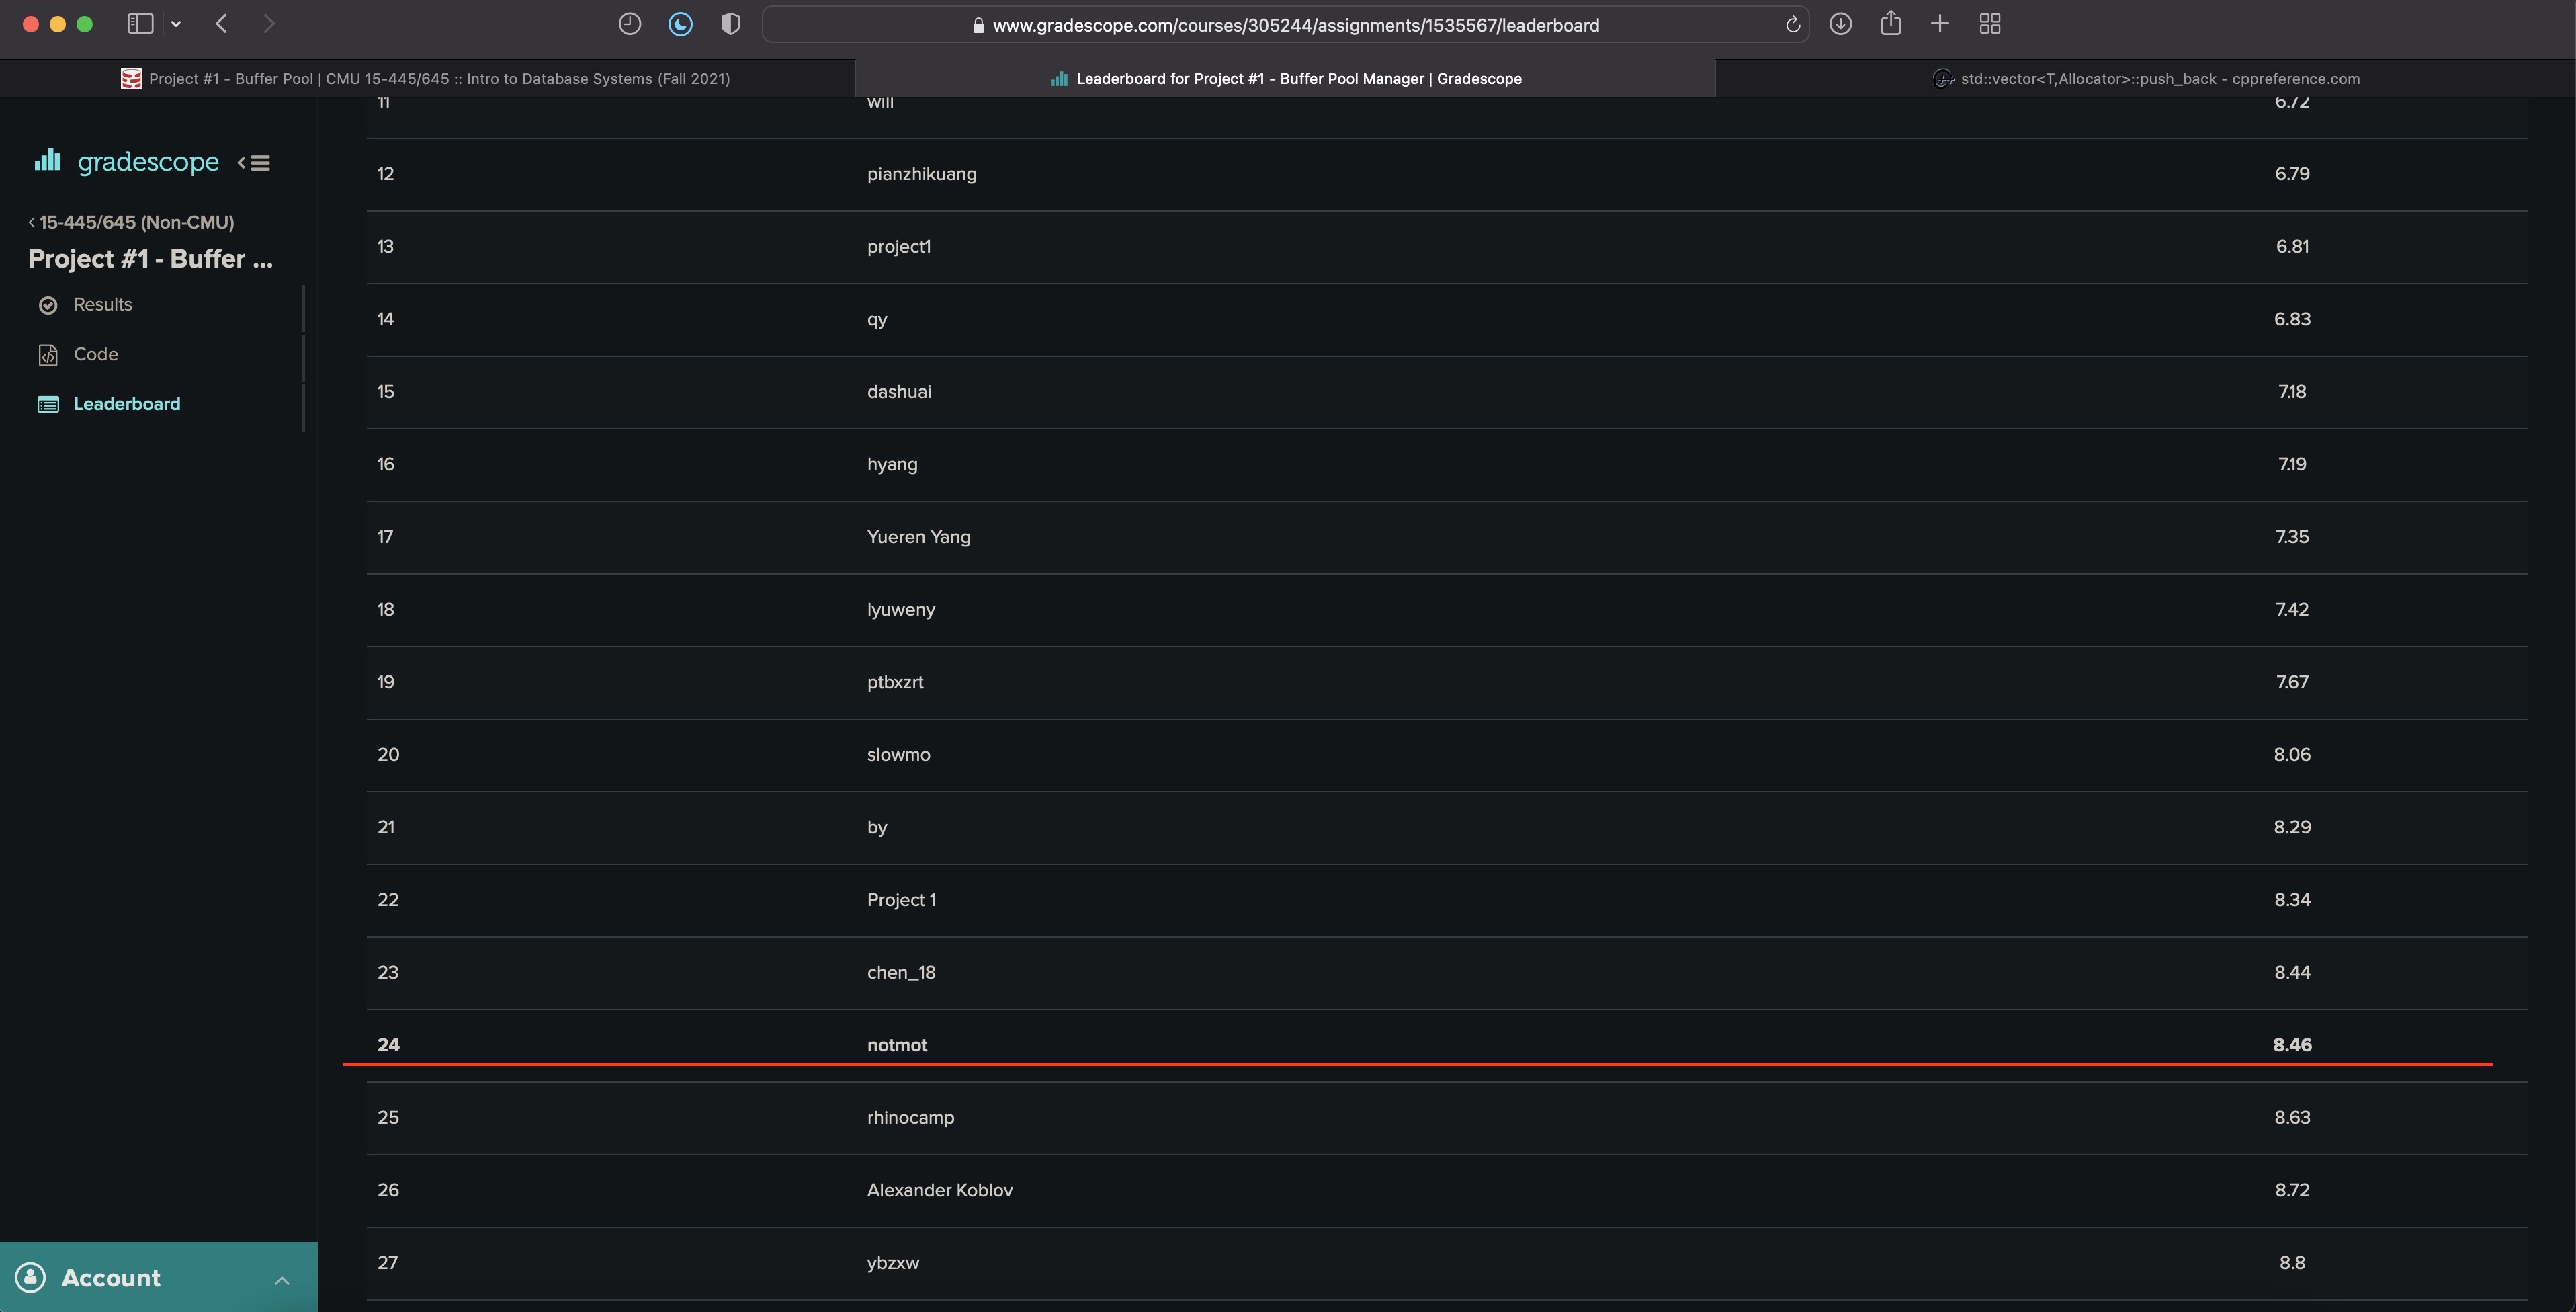 www.gradescope.com/courses/305244/assignments/1535567/leaderboard
Project #1 - Buffer Pool | CMU 15-445/645 :: Intro to Database Systems (Fall 2021)
Leaderboard for Project #1 - Buffer Pool Manager | Gradescope
std::vector<T,Allocator>::push_back - cppreference.com
gradescope
15-445/645 (Non-CMU)
Project #1 - Buffer ...
Results
Code
Leaderboard
Account
11 will 6.72
12 pianzhikuang 6.79
13 project1 6.81
14 qy 6.83
15 dashuai 7.18
16 hyang 7.19
17 Yueren Yang 7.35
18 lyuweny 7.42
19 ptbxzrt 7.67
20 slowmo 8.06
21 by 8.29
22 Project 1 8.34
23 chen_18 8.44
24 notmot 8.46
25 rhinocamp 8.63
26 Alexander Koblov 8.72
27 ybzxw 8.8